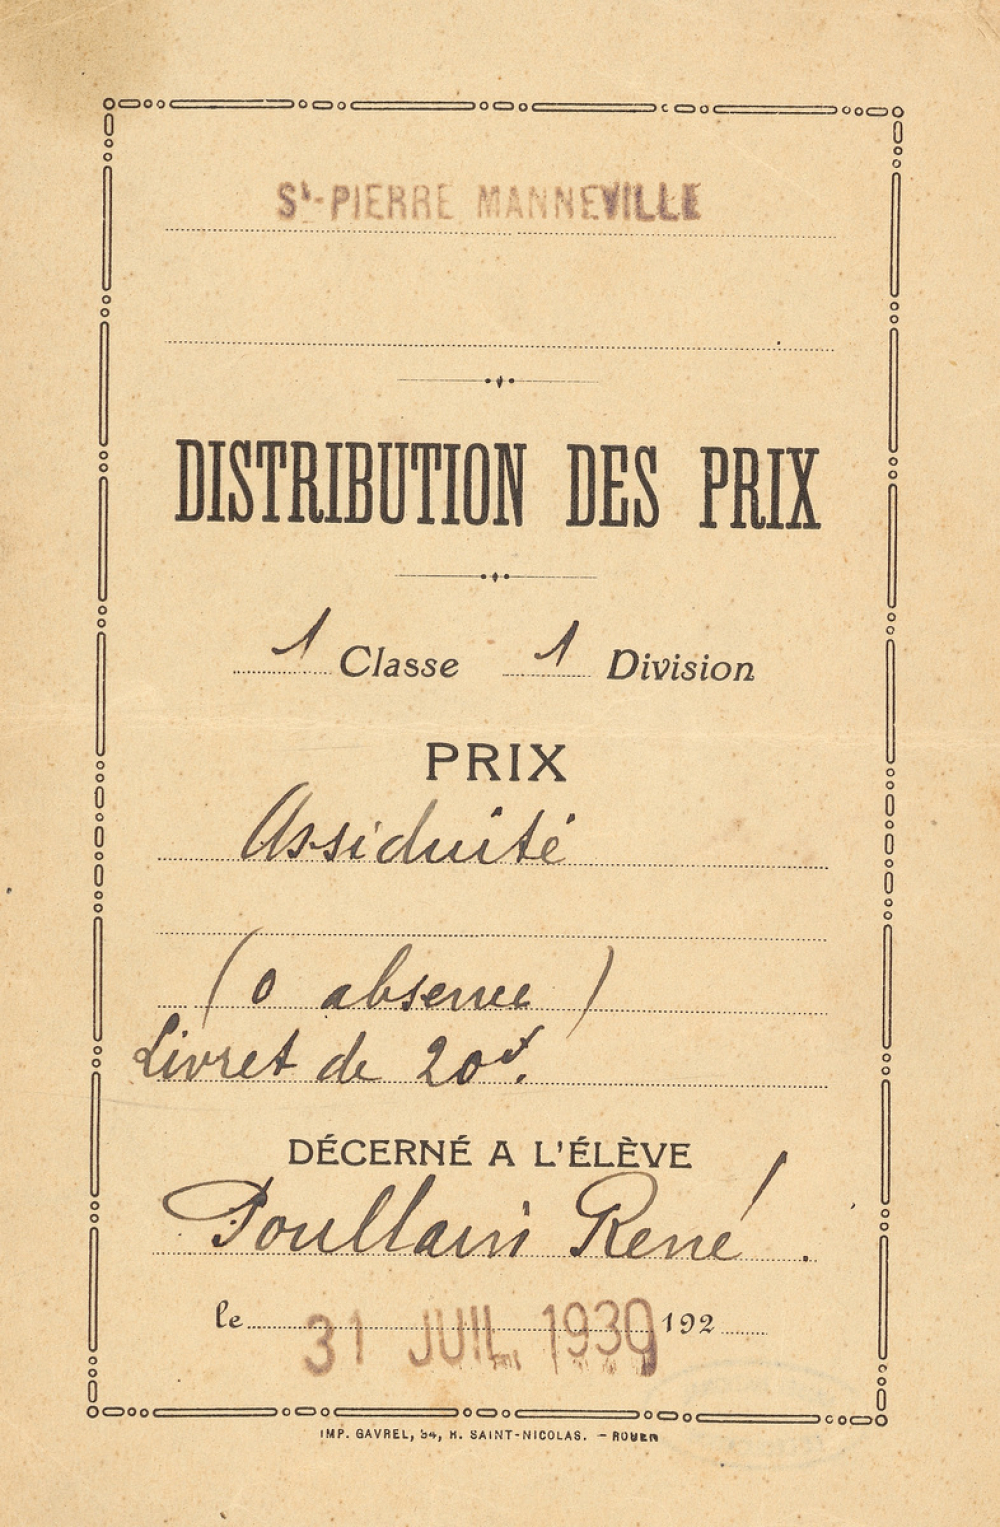 St-PIERRE MANNEVILLE
DISTRIBUTION DES PRIX
1 Classe 1 Division
PRIX
Assiduité
(0 absence)
Livret de 20f.
DÉCERNÉ A L'ÉLÈVE
Poullain René.
le 31 JUIL. 1930 192
IMP. GAVREL, 34, R. SAINT-NICOLAS. - ROUEN